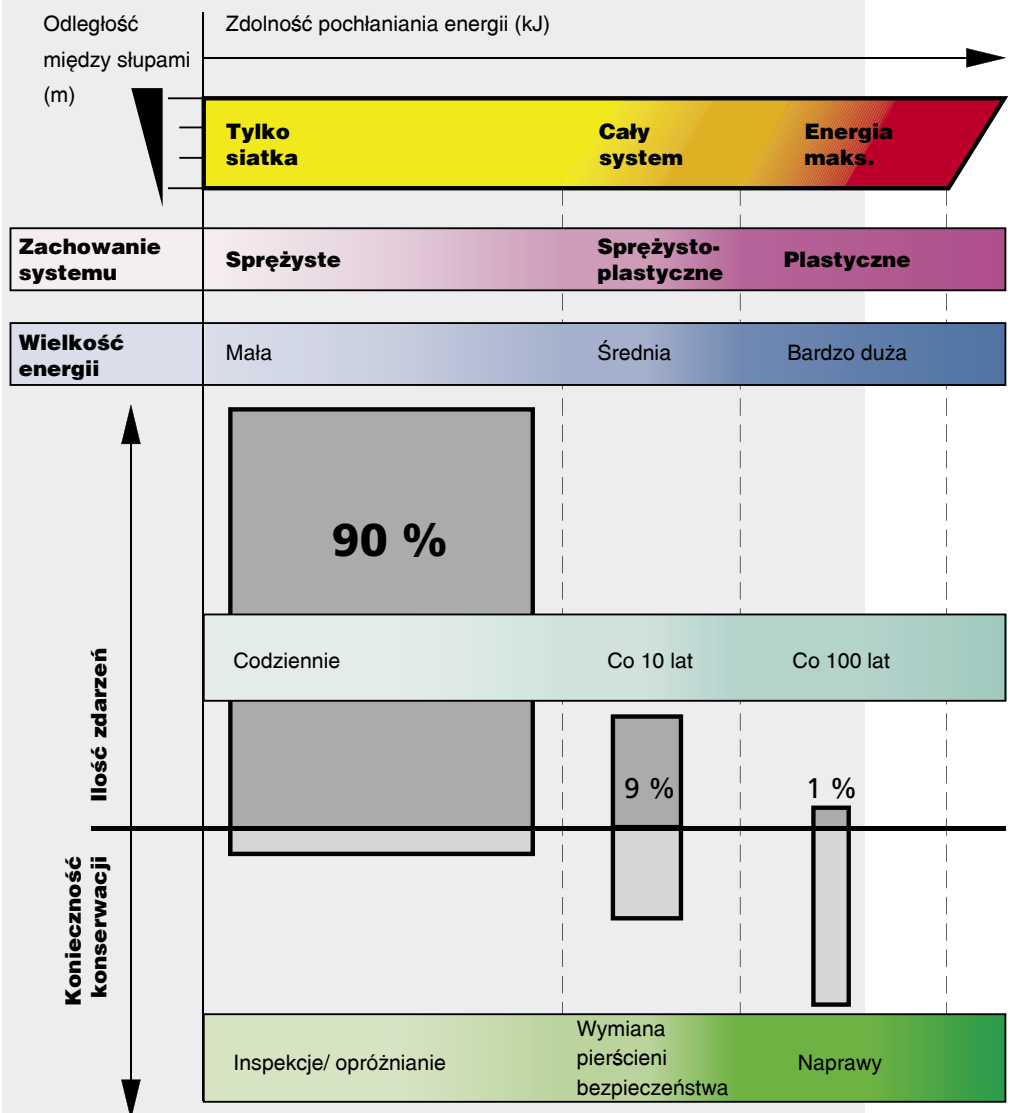 Odległość
między słupami
(m)
Zdolność pochłaniania energii (kJ)
Tylko
siatka
Cały
system
Energia
maks.
Zachowanie
systemu
Sprężyste
Sprężysto-
plastyczne
Plastyczne
Wielkość
energii
Mała
Średnia
Bardzo duża
90 %
Codziennie
Co 10 lat
Co 100 lat
Ilość zdarzeń
9 %
1 %
Konieczność
konserwacji
Inspekcje/ opróżnianie
Wymiana
pierścieni
bezpieczeństwa
Naprawy